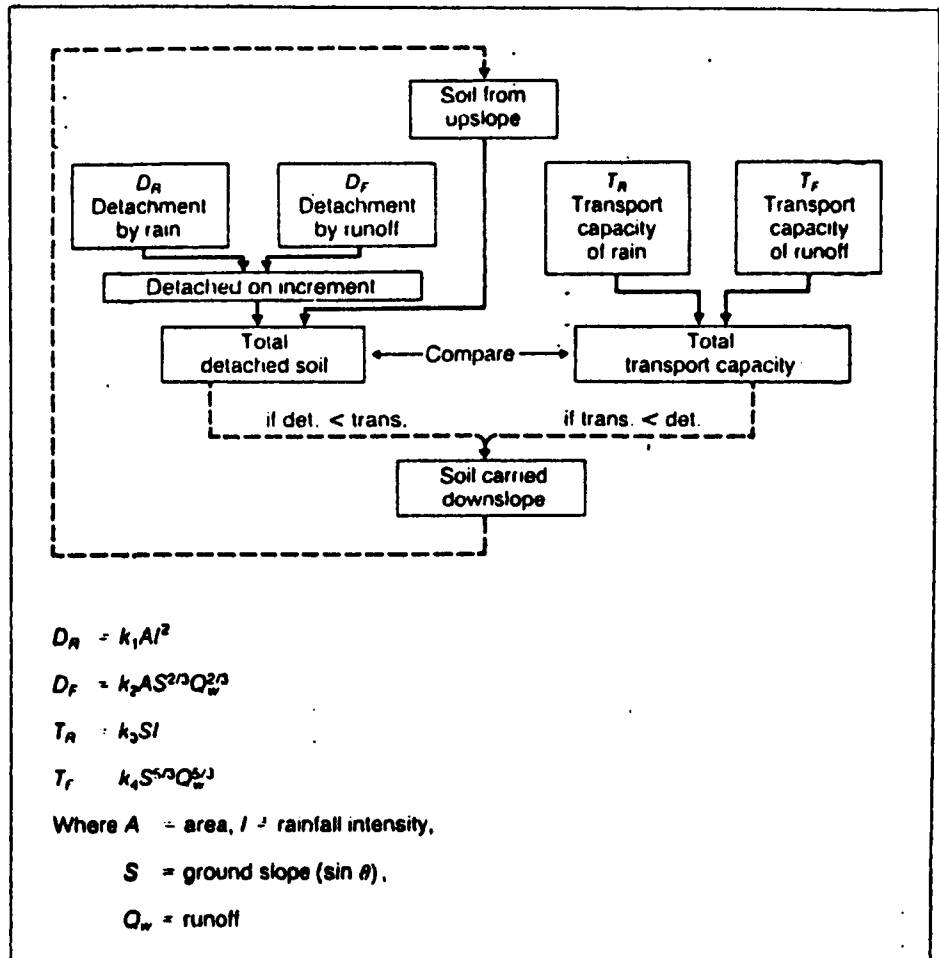 Soil from
upslope
D_R
Detachment
by rain
D_F
Detachment
by runoff
T_R
Transport
capacity
of rain
T_F
Transport
capacity
of runoff
Detached on increment
Total
detached soil
Compare
Total
transport capacity
if det. < trans.
if trans. < det.
Soil carried
downslope
D_R = k₁AI²
D_F = k₂AS^{2/3}Q_w^{2/3}
T_R = k₃SI
T_F k₄S^{5/3}Q_w^{5/3}
Where A = area, I = rainfall intensity,
S = ground slope (sin θ),
Q_w = runoff